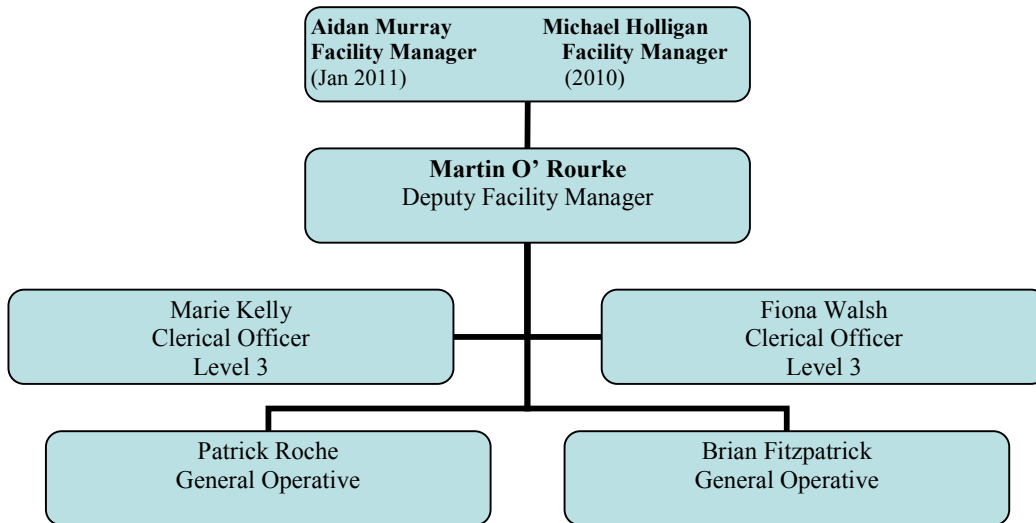 Aidan Murray Michael Holligan
Facility Manager Facility Manager
(Jan 2011) (2010)
Martin O’ Rourke
Deputy Facility Manager
Marie Kelly
Clerical Officer
Level 3
Fiona Walsh
Clerical Officer
Level 3
Patrick Roche
General Operative
Brian Fitzpatrick
General Operative